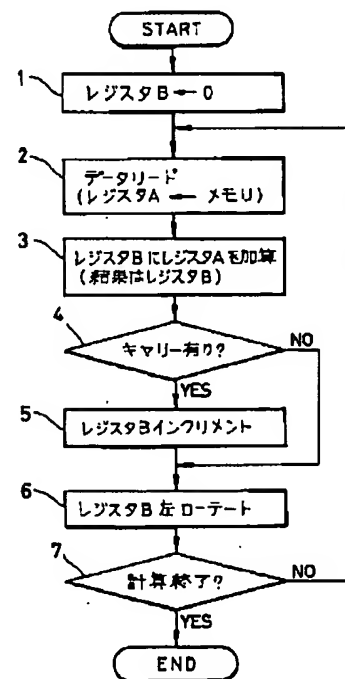 START
1
レジスタB ← 0
2
データリード
(レジスタA ← メモリ)
3
レジスタBにレジスタAを加算
(結果はレジスタB)
4
キャリー有り?
NO
YES
5
レジスタBインクリメント
6
レジスタB 左ローテート
7
計算終了?
NO
YES
END